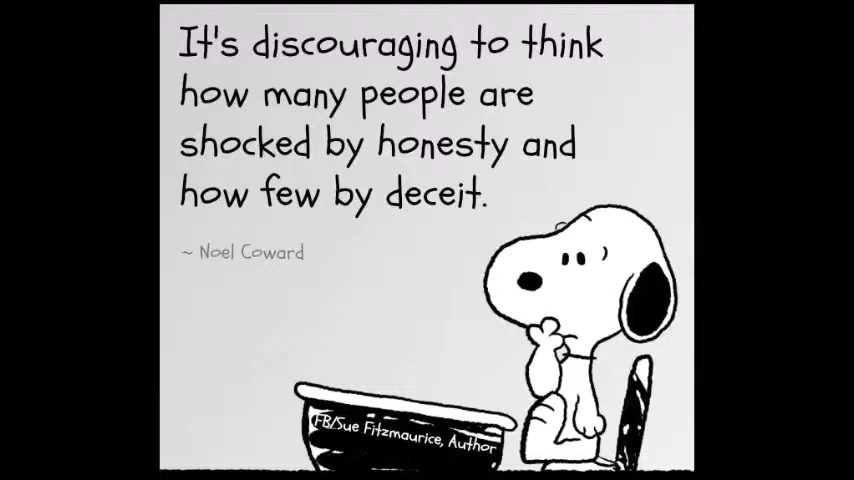 It's discouraging to think
how many people are
shocked by honesty and
how few by deceit.
~ Noel Coward
FB/Sue Fitzmaurice, Author